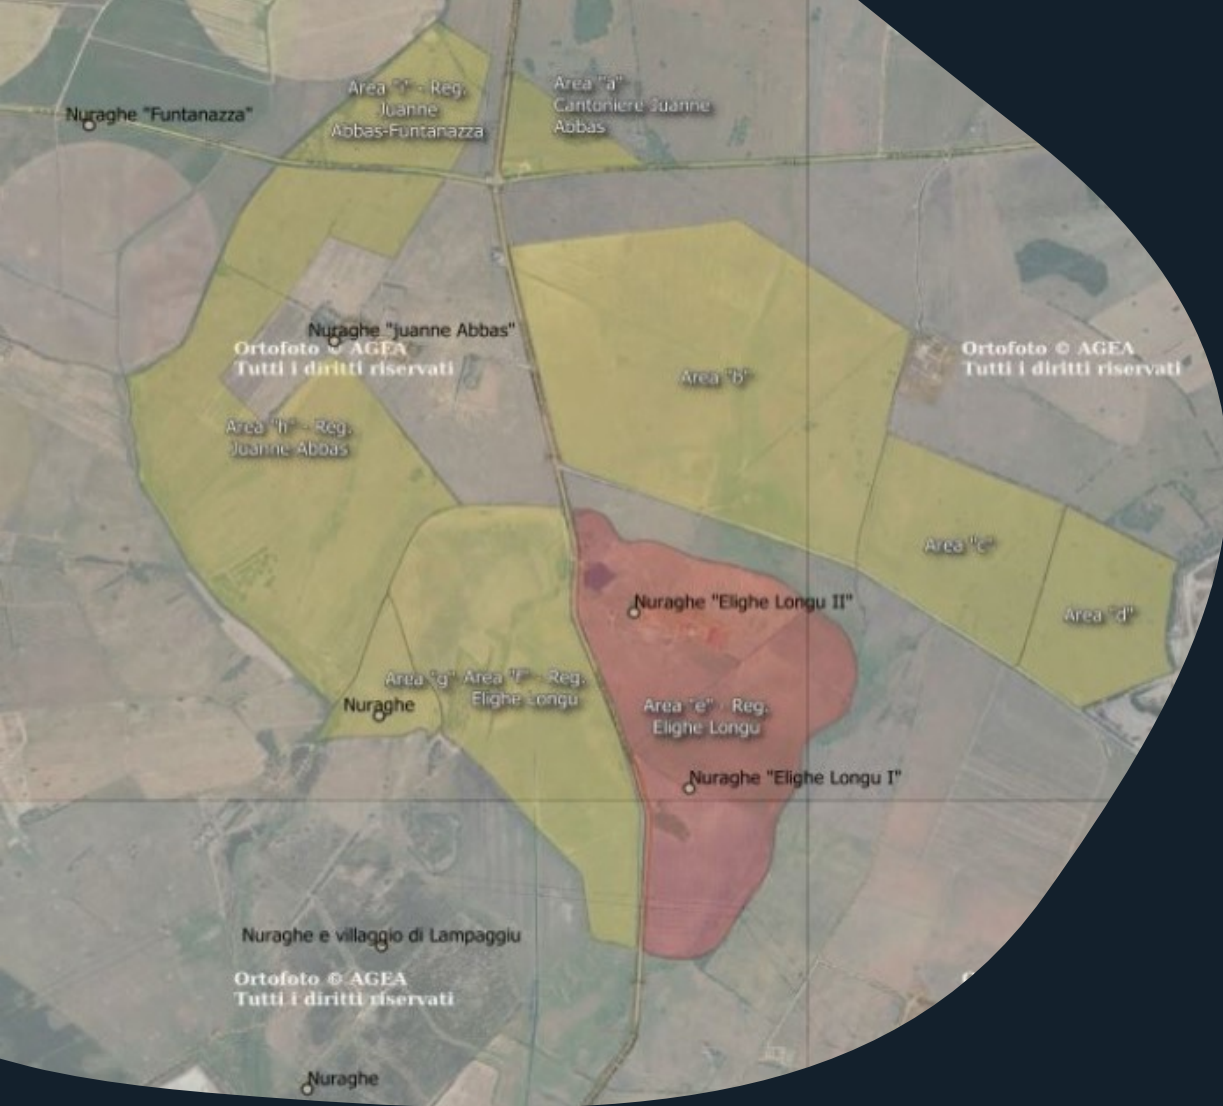 Area "i" - Reg.
Juanne
Abbas-Funtanazza
Area "a"
Cantoniere Juanne
Abbas
Nuraghe "Funtanazza"
Nuraghe "juanne Abbas"
Ortofoto © AGEA
Tutti i diritti riservati
Ortofoto © AGEA
Tutti i diritti riservati
Area "b"
Area "h" - Reg.
Juanne Abbas
Area "c"
Area "d"
Nuraghe "Elighe Longu II"
Area "g"
Area "f" - Reg.
Elighe Longu
Nuraghe
Area "e" - Reg.
Elighe Longu
Nuraghe "Elighe Longu I"
Nuraghe e villaggio di Lampaggiu
Ortofoto © AGEA
Tutti i diritti riservati
Nuraghe